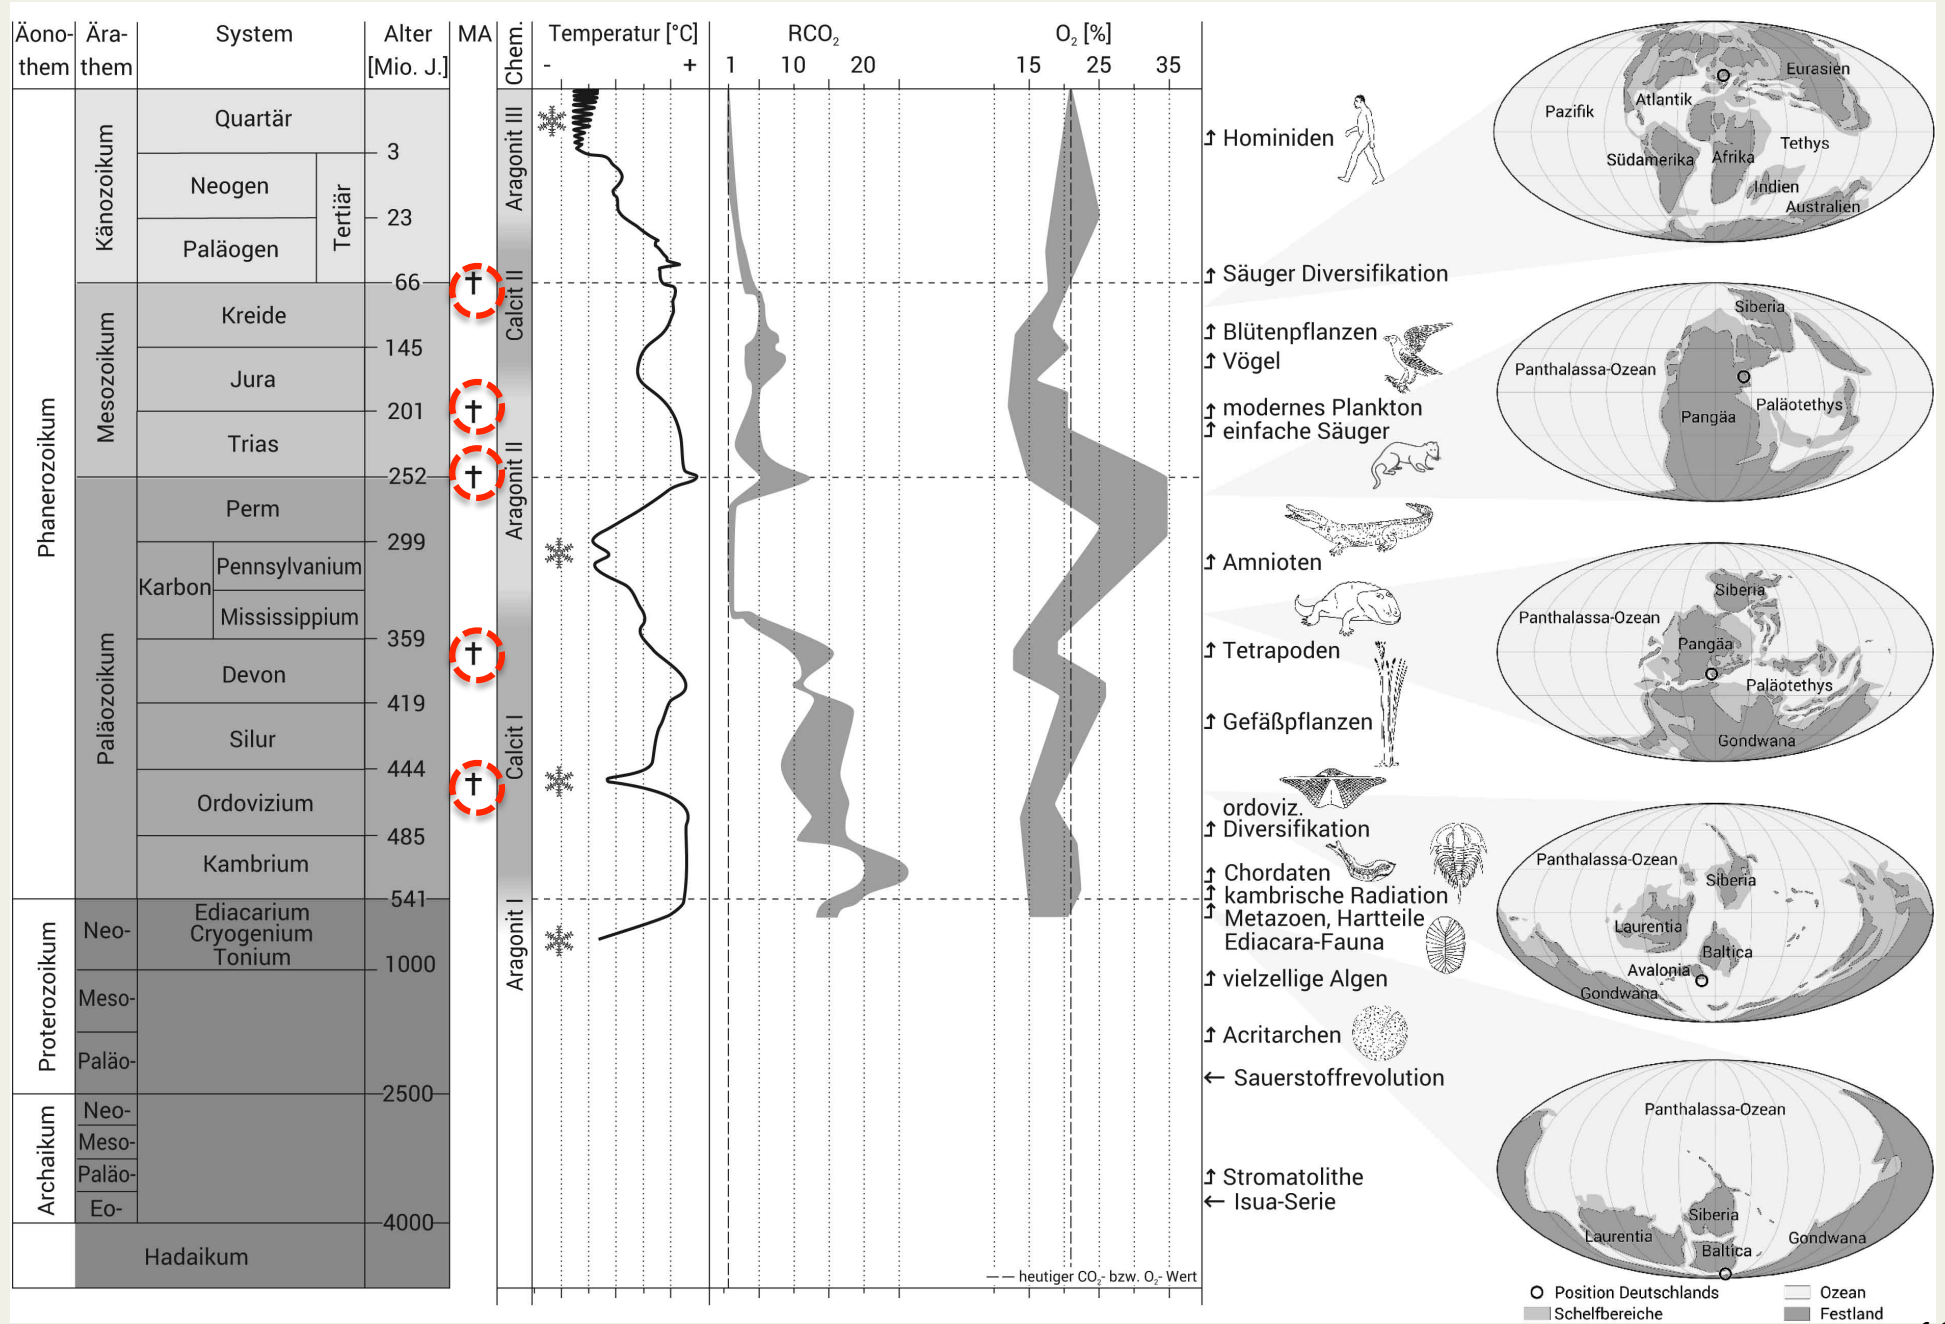 Äono-
them
Ära-
them
System
Alter
[Mio. J.]
MA
Chem.
Temperatur [°C]
- +
RCO₂
1 10 20
O₂ [%]
15 25 35
Phanerozoikum
Proterozoikum
Archaikum
Känozoikum
Mesozoikum
Paläozoikum
Neo-
Meso-
Paläo-
Neo-
Meso-
Paläo-
Eo-
Quartär
Neogen
Paläogen
Tertiär
Kreide
Jura
Trias
Perm
Karbon
Pennsylvanium
Mississippium
Devon
Silur
Ordovizium
Kambrium
Ediacarium
Cryogenium
Tonium
Hadaikum
3
23
66
145
201
252
299
359
419
444
485
541
1000
2500
4000
†
†
†
†
†
Aragonit III
Calcit II
Aragonit II
Calcit I
Aragonit I
— — heutiger CO₂- bzw. O₂- Wert
Hominiden
Säuger Diversifikation
Blütenpflanzen
Vögel
modernes Plankton
einfache Säuger
Amnioten
Tetrapoden
Gefäßpflanzen
ordoviz.
Diversifikation
Chordaten
kambrische Radiation
Metazoen, Hartteile
Ediacara-Fauna
vielzellige Algen
Acritarchen
← Sauerstoffrevolution
Stromatolithe
← Isua-Serie
Eurasien
Atlantik
Pazifik
Tethys
Südamerika
Afrika
Indien
Australien
Siberia
Panthalassa-Ozean
Paläotethys
Pangäa
Siberia
Panthalassa-Ozean
Pangäa
Paläotethys
Gondwana
Panthalassa-Ozean
Siberia
Laurentia
Baltica
Avalonia
Gondwana
Panthalassa-Ozean
Siberia
Laurentia
Gondwana
Baltica
Position Deutschlands
Ozean
Schelfbereiche
Festland